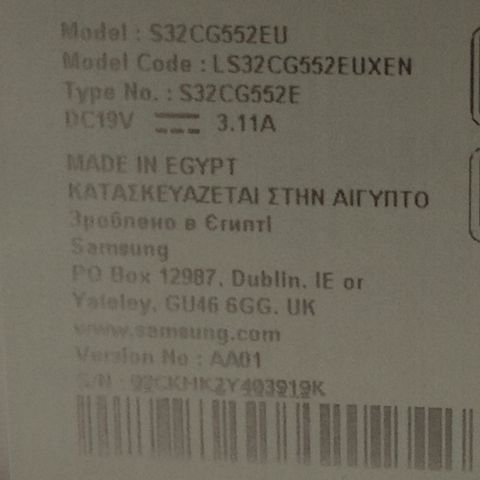 Model : S32CG552EU
Model Code : LS32CG552EUXEN
Type No. : S32CG552E
DC19V 3.11A
MADE IN EGYPT
ΚΑΤΑΣΚΕΥΑΖΕΤΑΙ ΣΤΗΝ ΑΙΓΥΠΤΟ
Зроблено в Єгипті
Samsung
PO Box 12987, Dublin. IE or
Yateley, GU46 6GG. UK
www.samsung.com
Version No : AA01
S/N :